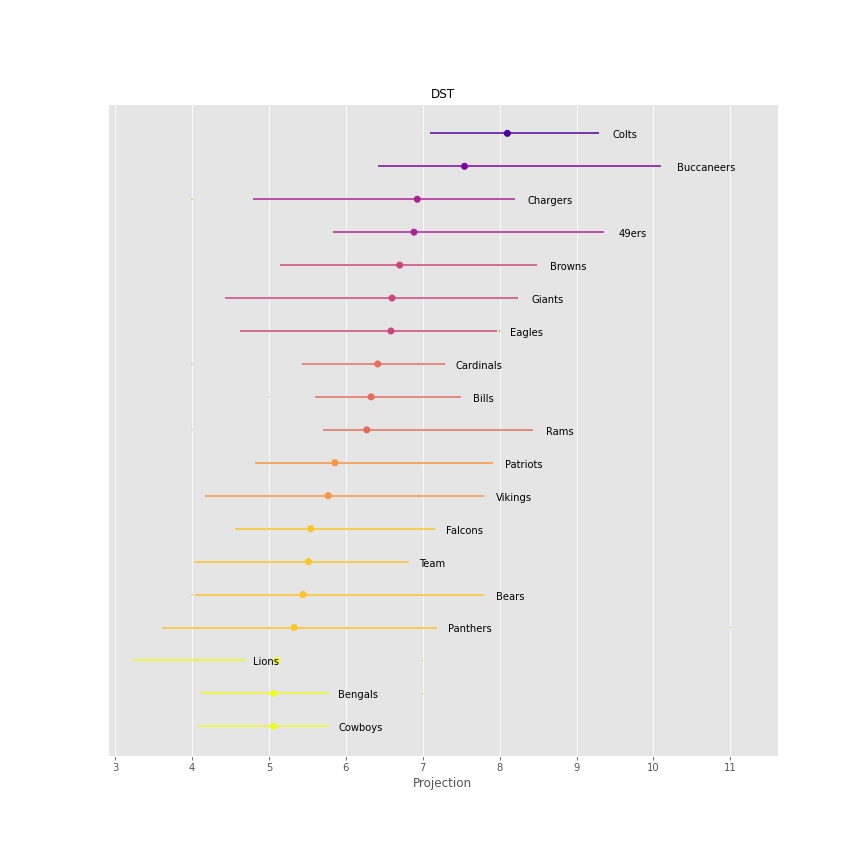 DST
Colts
Buccaneers
Chargers
49ers
Browns
Giants
Eagles
Cardinals
Bills
Rams
Patriots
Vikings
Falcons
Team
Bears
Panthers
Lions
Bengals
Cowboys
3 4 5 6 7 8 9 10 11
Projection